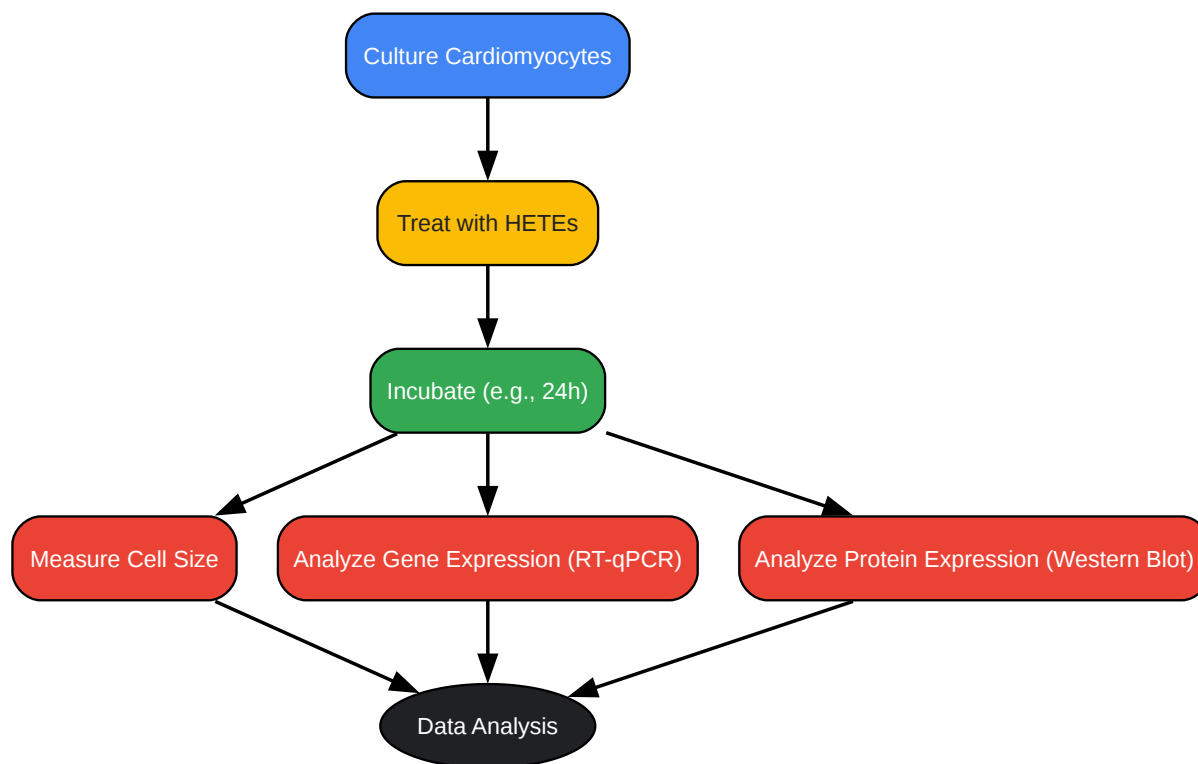 Culture Cardiomyocytes
Treat with HETEs
Incubate (e.g., 24h)
Measure Cell Size
Analyze Gene Expression (RT-qPCR)
Analyze Protein Expression (Western Blot)
Data Analysis